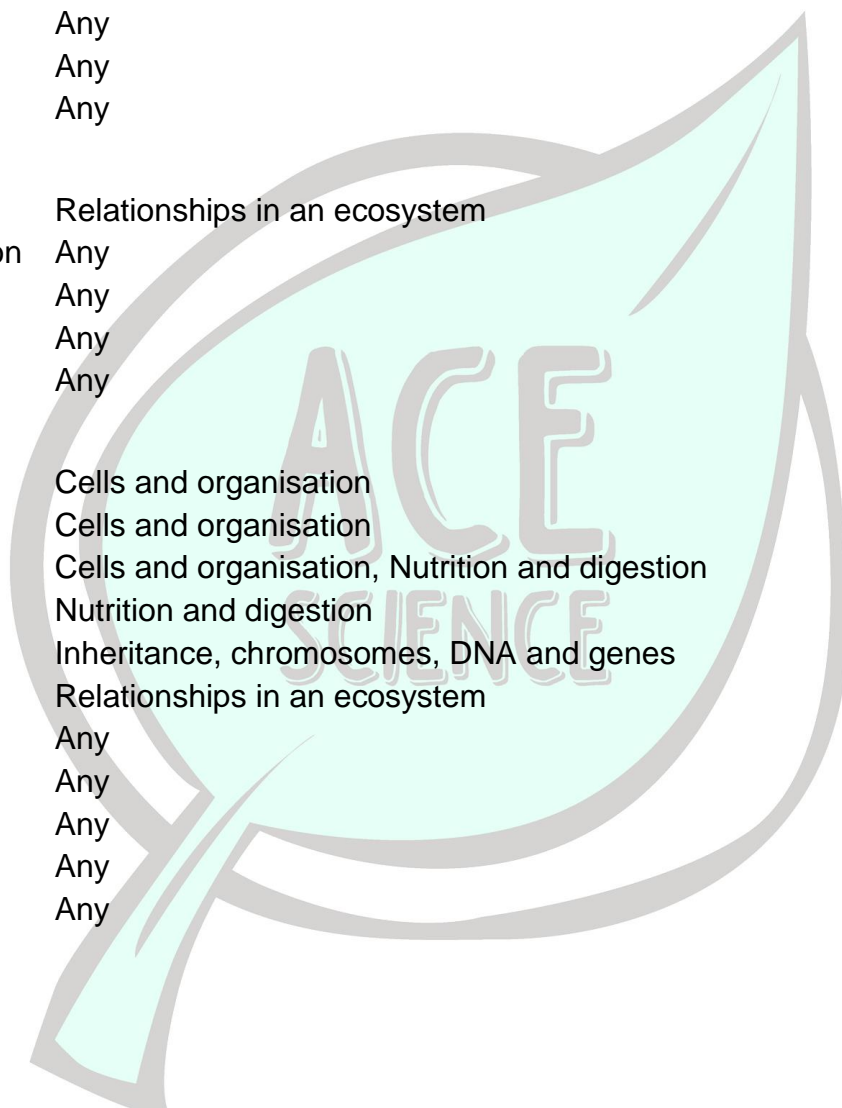 Any
Any
Any
Relationships in an ecosystem
on Any
Any
Any
Any
Cells and organisation
Cells and organisation
Cells and organisation, Nutrition and digestion
Nutrition and digestion
Inheritance, chromosomes, DNA and genes
Relationships in an ecosystem
Any
Any
Any
Any
Any
ACE
SCIENCE